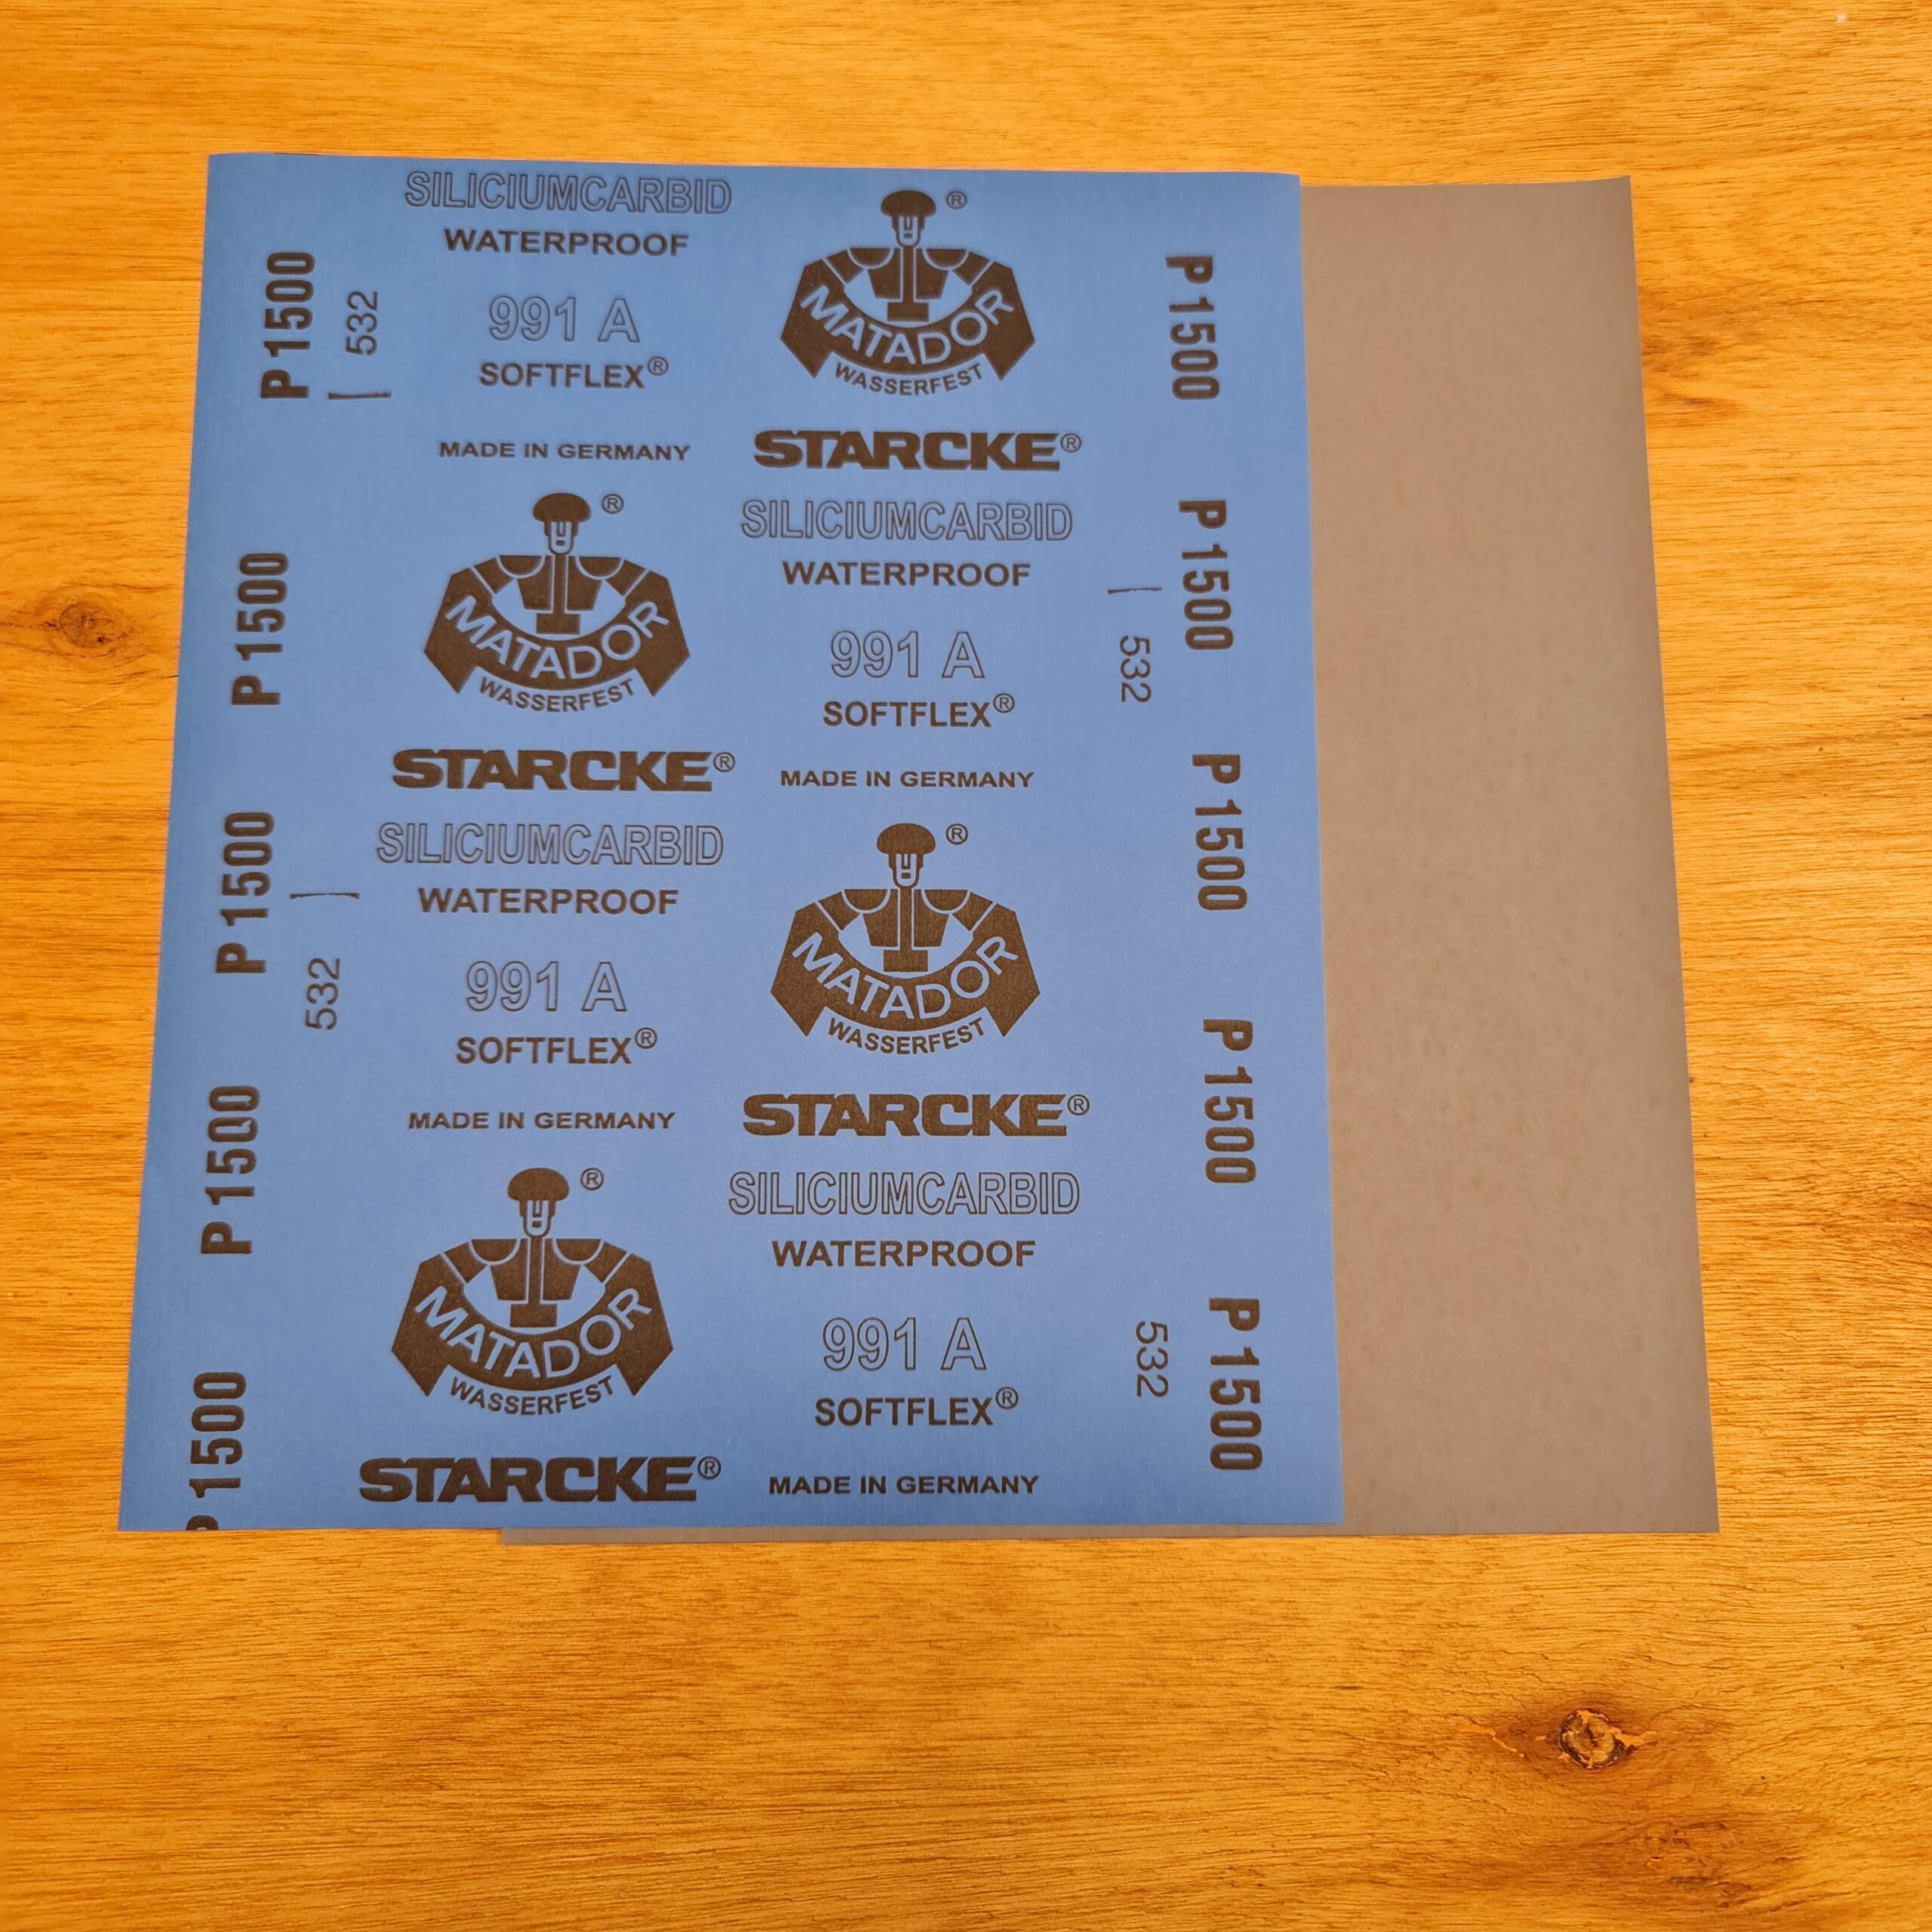 SILICIUMCARBID
WATERPROOF
991 A
SOFTFLEX®
MADE IN GERMANY
®
MATADOR
WASSERFEST
STARCKE®
SILICIUMCARBID
WATERPROOF
991 A
SOFTFLEX®
MADE IN GERMANY
®
MATADOR
WASSERFEST
STARCKE®
®
MATADOR
WASSERFEST
STARCKE®
SILICIUMCARBID
WATERPROOF
991 A
SOFTFLEX®
MADE IN GERMANY
®
MATADOR
WASSERFEST
STARCKE®
SILICIUMCARBID
WATERPROOF
991 A
SOFTFLEX®
MADE IN GERMANY
P 1500
P 1500
P 1500
P 1500
P 1500
532
532
P 1500
P 1500
P 1500
P 1500
P 1500
532
532